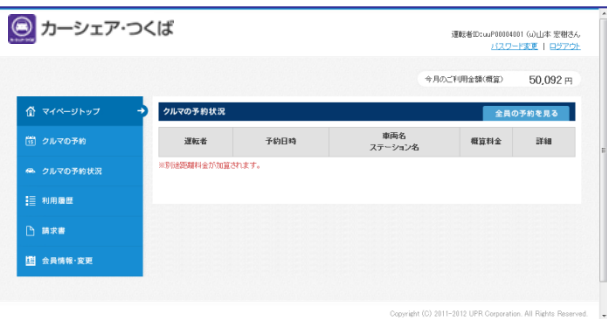 カーシェア・つくば
運転者ID:uuP00004001 (u)山本 宏樹さん
パスワード変更 | ログアウト
今月のご利用金額(概算) 50,092 円
マイページトップ
クルマの予約
クルマの予約状況
利用履歴
請求書
会員情報・変更
クルマの予約状況
全員の予約を見る
運転者 予約日時 車両名 ステーション名 概算料金 詳細
※別途距離料金が加算されます。
Copyright (C) 2011-2012 UPR Corporation. All Rights Reserved.